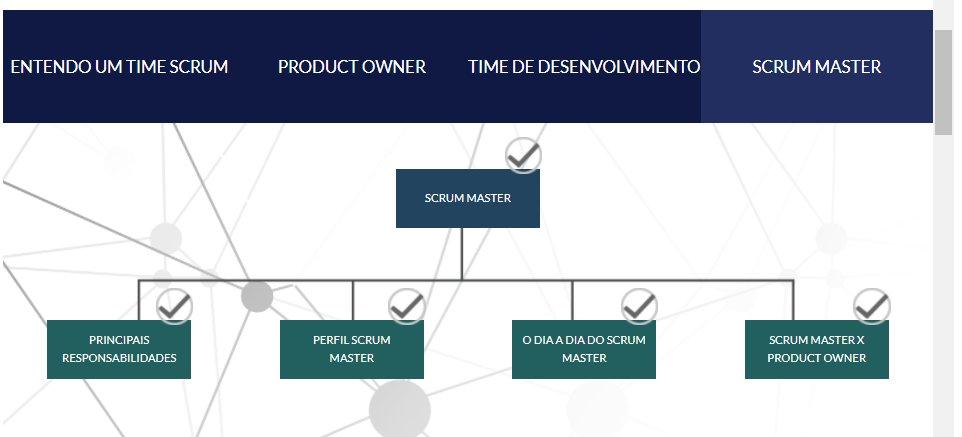 ENTENDO UM TIME SCRUM
PRODUCT OWNER
TIME DE DESENVOLVIMENTO
SCRUM MASTER
SCRUM MASTER
PRINCIPAIS
RESPONSABILIDADES
PERFIL SCRUM
MASTER
O DIA A DIA DO SCRUM
MASTER
SCRUM MASTER X
PRODUCT OWNER